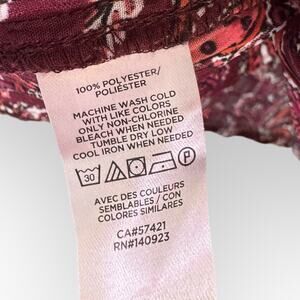 100% POLYESTER/
POLIÉSTER
MACHINE WASH COLD
WITH LIKE COLORS
ONLY NON-CHLORINE
BLEACH WHEN NEEDED
TUMBLE DRY LOW
COOL IRON WHEN NEEDED
30
AVEC DES COULEURS
SEMBLABLES / CON
COLORES SIMILARES
CA#57421
RN#140923